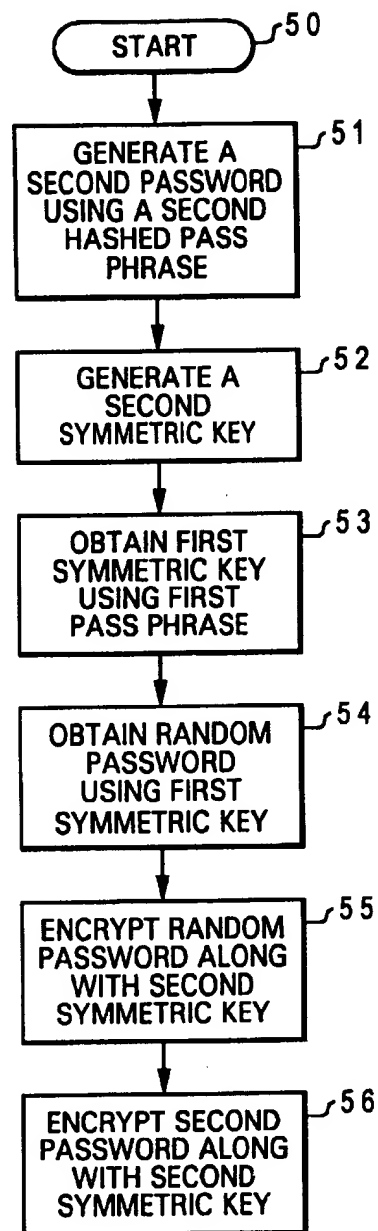 START
50
GENERATE A
SECOND PASSWORD
USING A SECOND
HASHED PASS
PHRASE
51
GENERATE A
SECOND
SYMMETRIC KEY
52
OBTAIN FIRST
SYMMETRIC KEY
USING FIRST
PASS PHRASE
53
OBTAIN RANDOM
PASSWORD
USING FIRST
SYMMETRIC KEY
54
ENCRYPT RANDOM
PASSWORD ALONG
WITH SECOND
SYMMETRIC KEY
55
ENCRYPT SECOND
PASSWORD ALONG
WITH SECOND
SYMMETRIC KEY
56